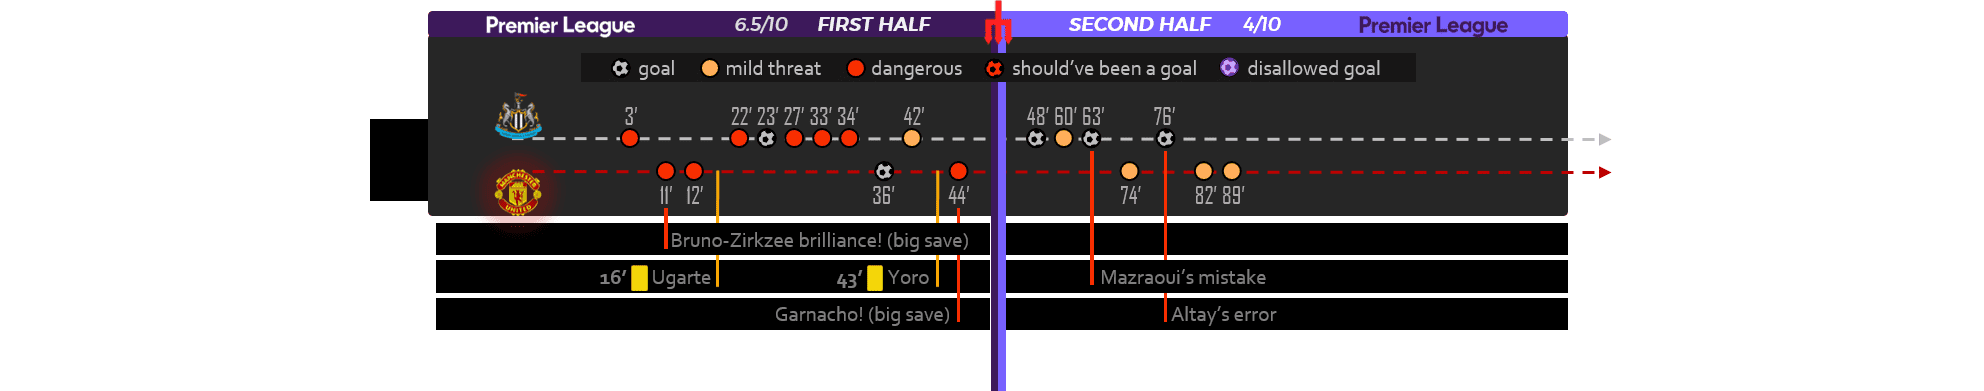 Premier League 6.5/10 FIRST HALF SECOND HALF 4/10 Premier League
goal mild threat dangerous should've been a goal disallowed goal
3' 22' 23' 27' 33' 34' 42' 48' 60' 63' 76'
MANCHESTER UNITED
11' 12' 36' 44' 74' 82' 89'
Bruno-Zirkzee brilliance! (big save)
16' Ugarte 43' Yoro Mazraoui's mistake
Garnacho! (big save) Altay's error